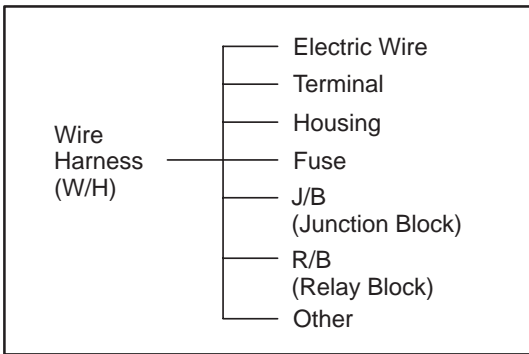 Wire
Harness
(W/H)
Electric Wire
Terminal
Housing
Fuse
J/B
(Junction Block)
R/B
(Relay Block)
Other